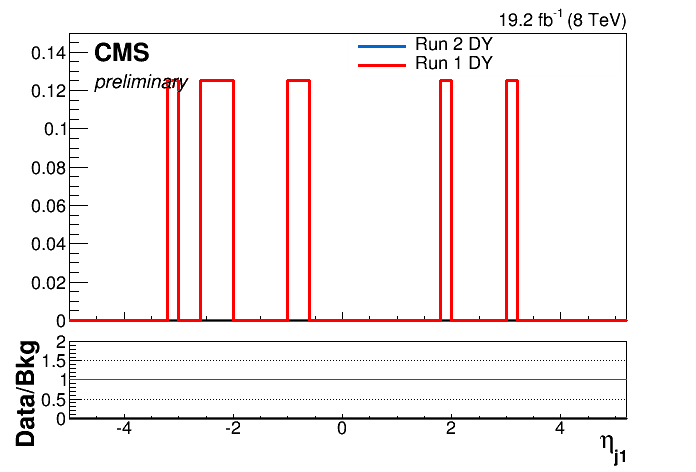 19.2 fb⁻¹ (8 TeV)
CMS
preliminary
Run 2 DY
Run 1 DY
0.14
0.12
0.1
0.08
0.06
0.04
0.02
0
Data/Bkg
2
1.5
1
0.5
0
-4 -2 0 2 4
η_j1